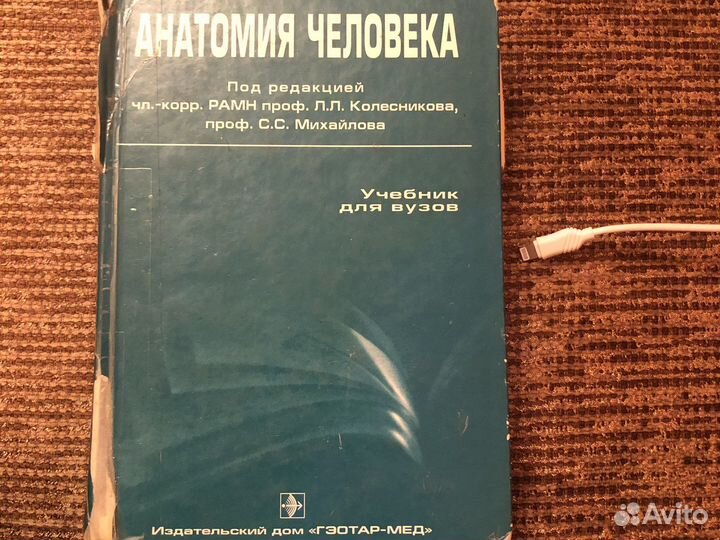 АНАТОМИЯ ЧЕЛОВЕКА
Под редакцией
чл.-корр. РАМН проф. Л.Л. Колесникова,
проф. С.С. Михайлова
Учебник
для вузов
Издательский дом «ГЭОТАР-МЕД»
Avito